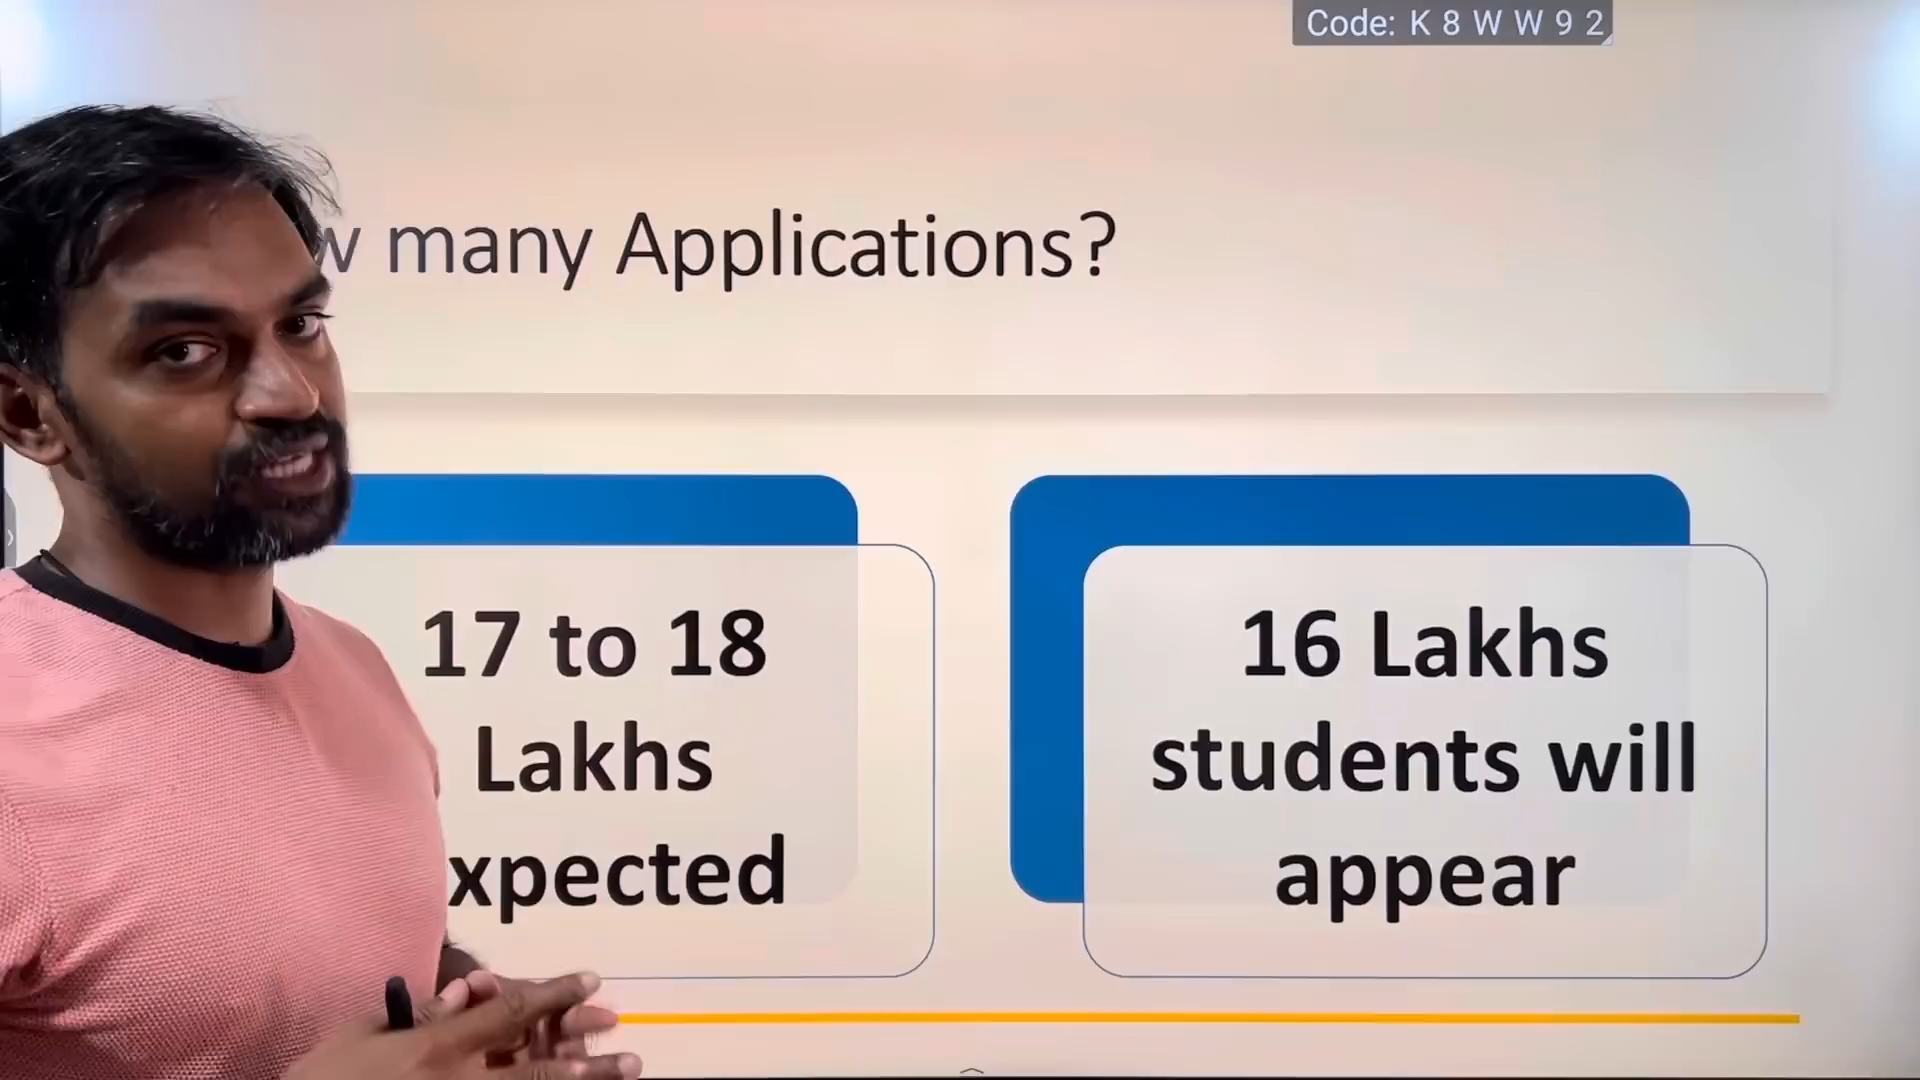 Code: K 8 W W 9 2
w many Applications?
17 to 18
Lakhs
xpected
16 Lakhs
students will
appear